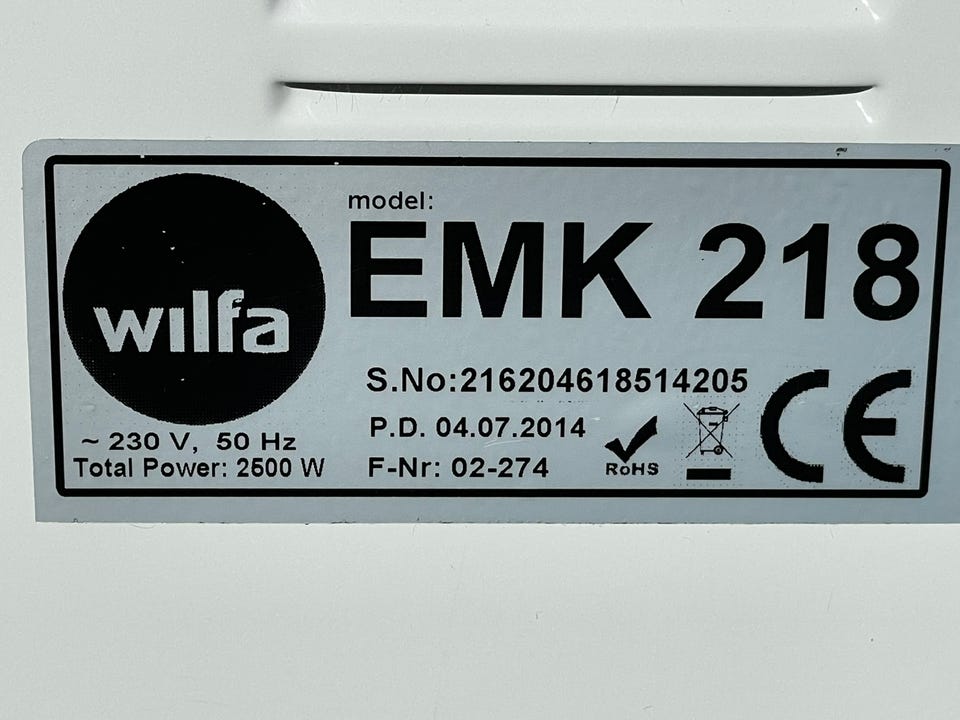 wilfa
model:
EMK 218
S.No:216204618514205
P.D. 04.07.2014
F-Nr: 02-274
~ 230 V, 50 Hz
Total Power: 2500 W
RoHS
CE